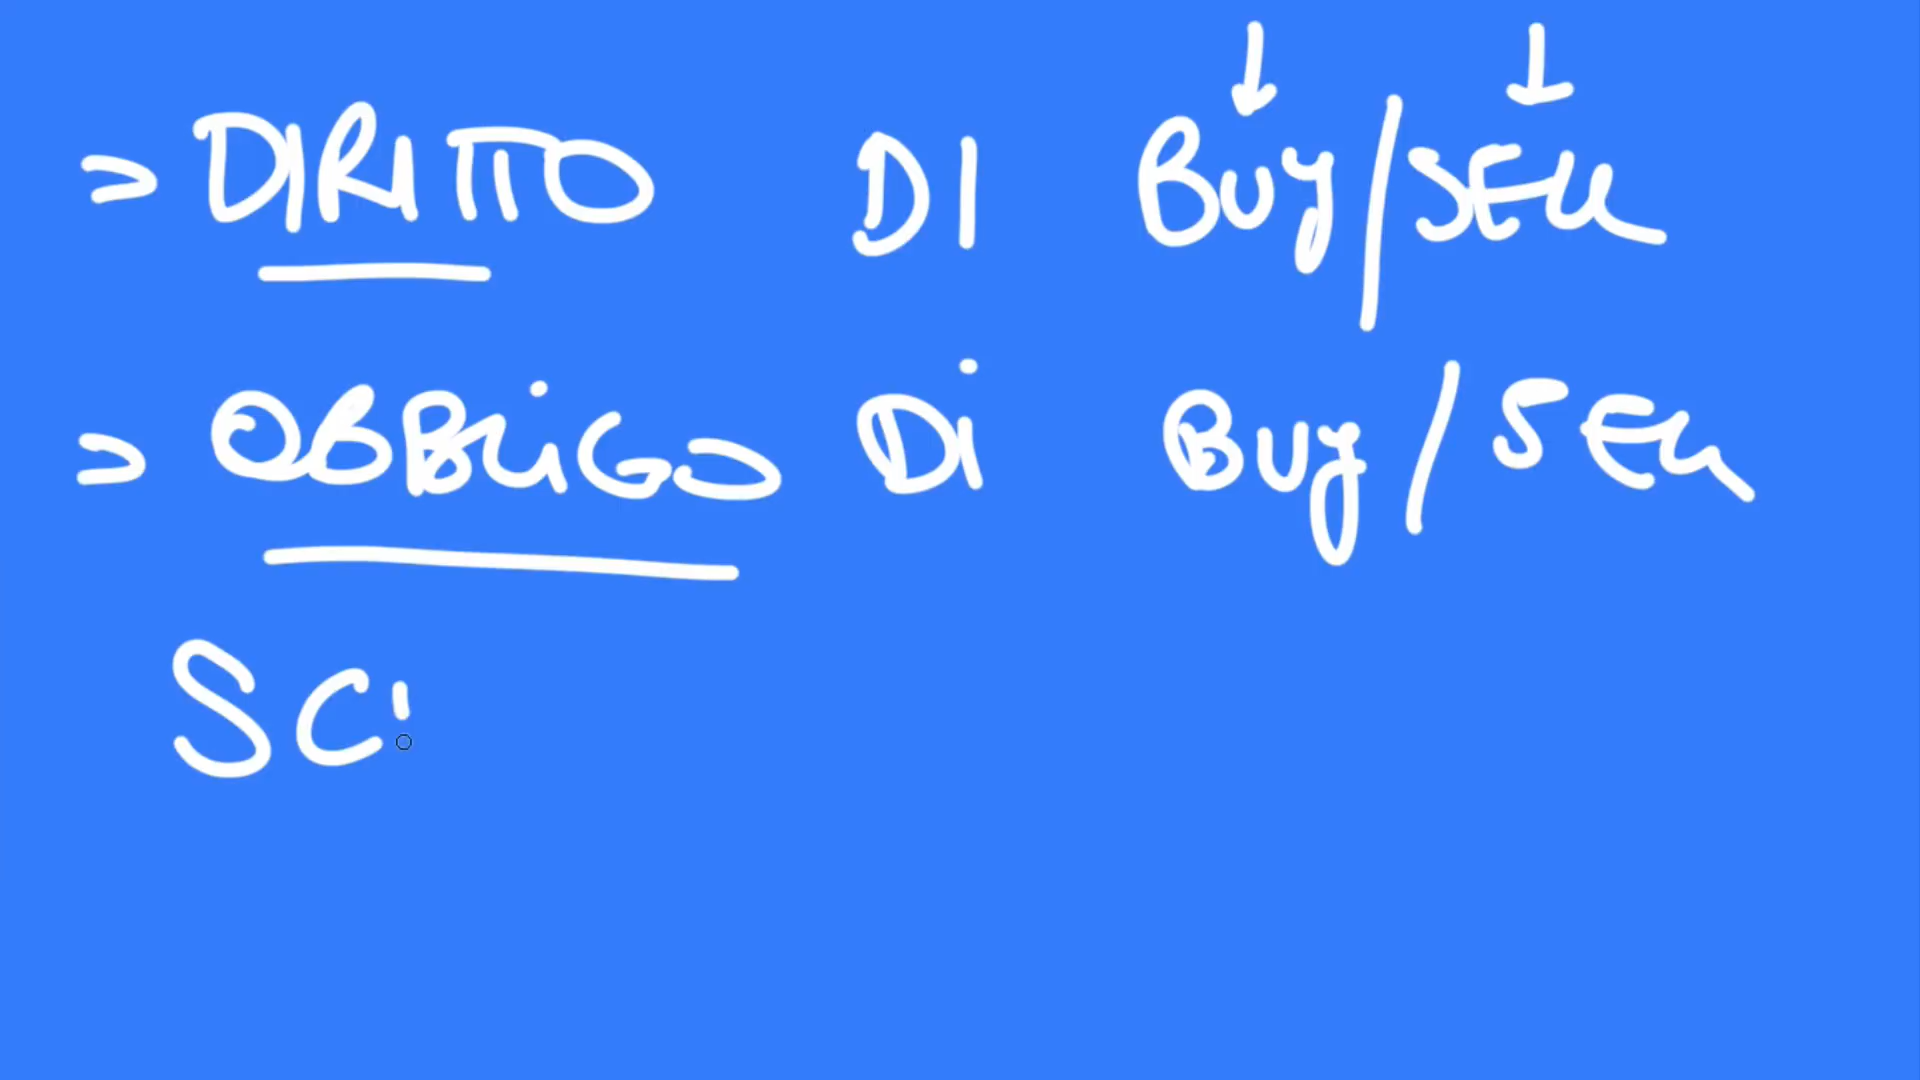 => DIRITTO DI Buy/SELL
=> OBBLIGO Di Buy/SELL
SC